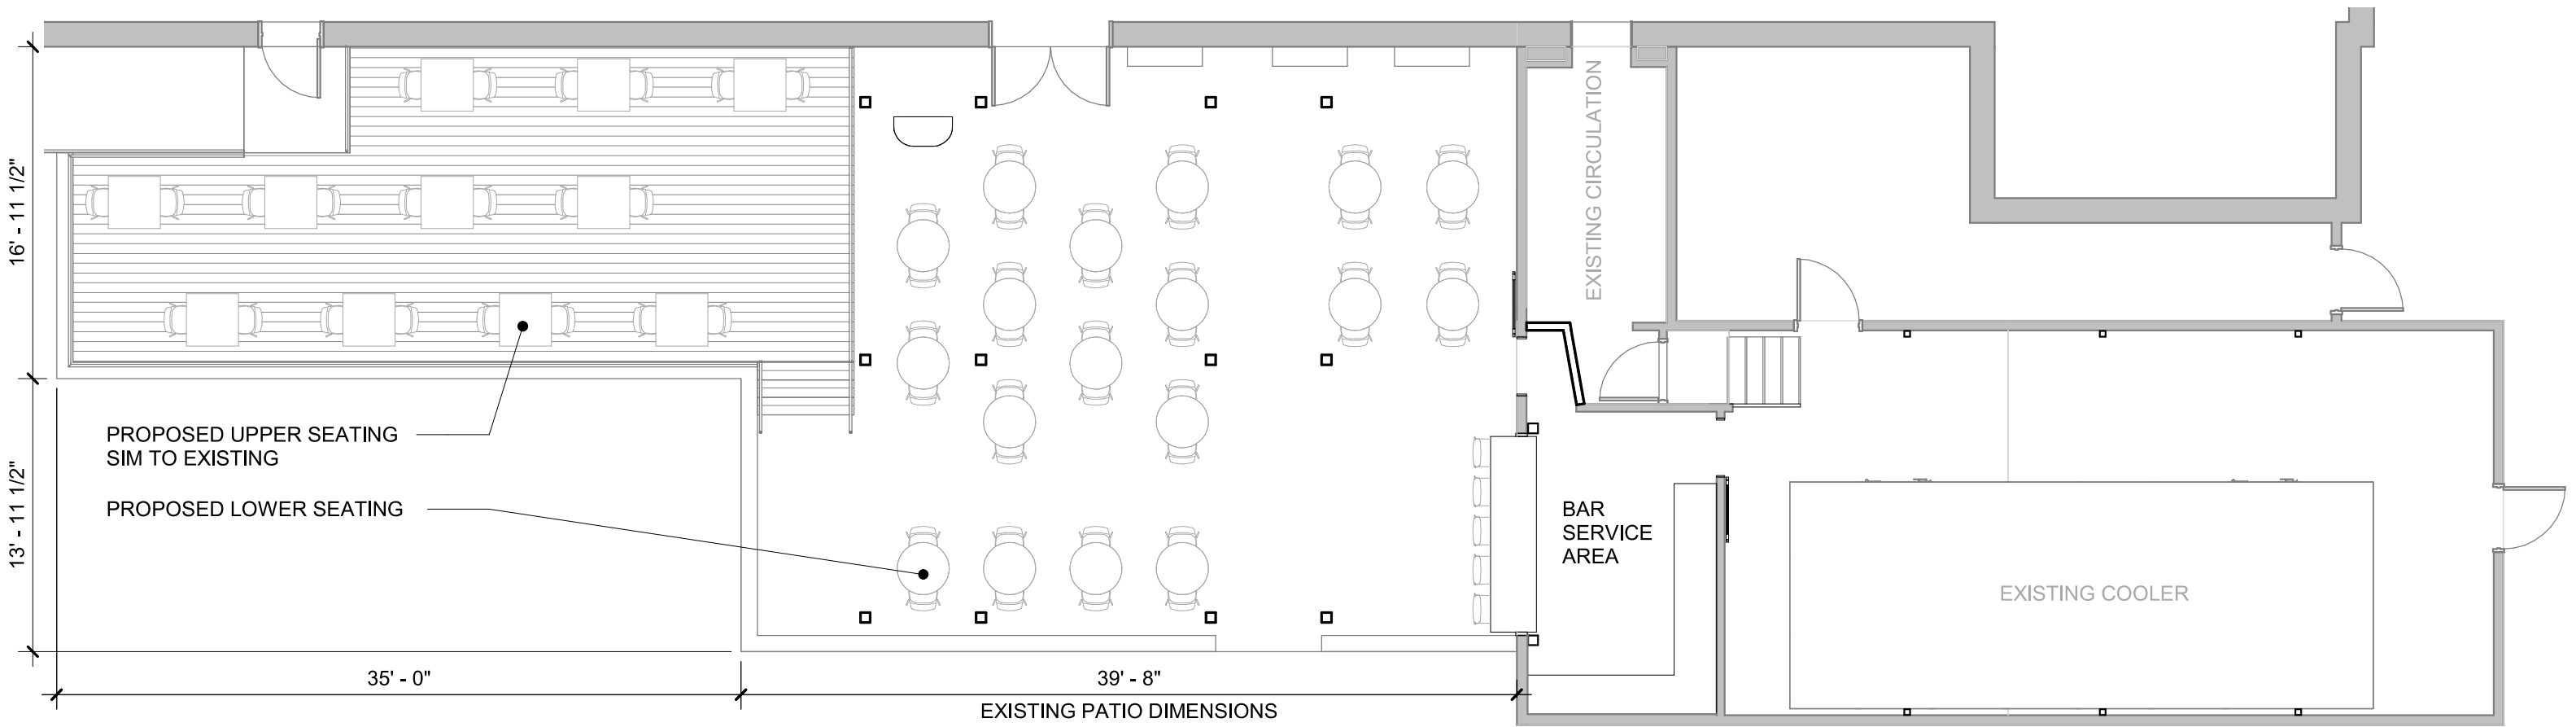 EXISTING CIRCULATION
16' - 11 1/2"
PROPOSED UPPER SEATING
SIM TO EXISTING
PROPOSED LOWER SEATING
13' - 11 1/2"
BAR
SERVICE
AREA
EXISTING COOLER
35' - 0"
39' - 8"
EXISTING PATIO DIMENSIONS